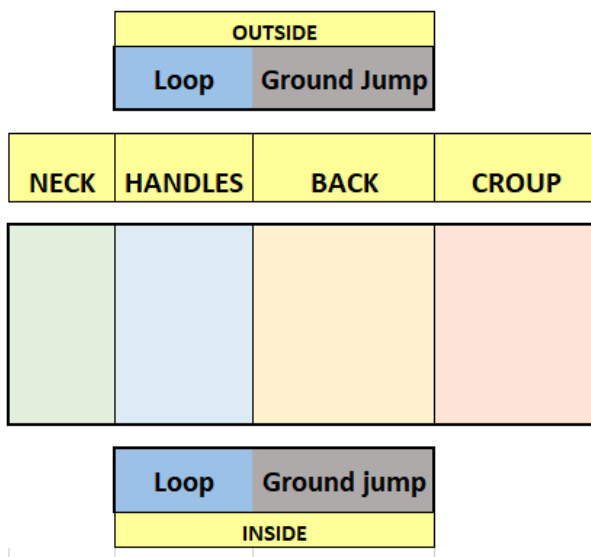 OUTSIDE
Loop Ground Jump
NECK HANDLES BACK CROUP
Loop Ground jump
INSIDE